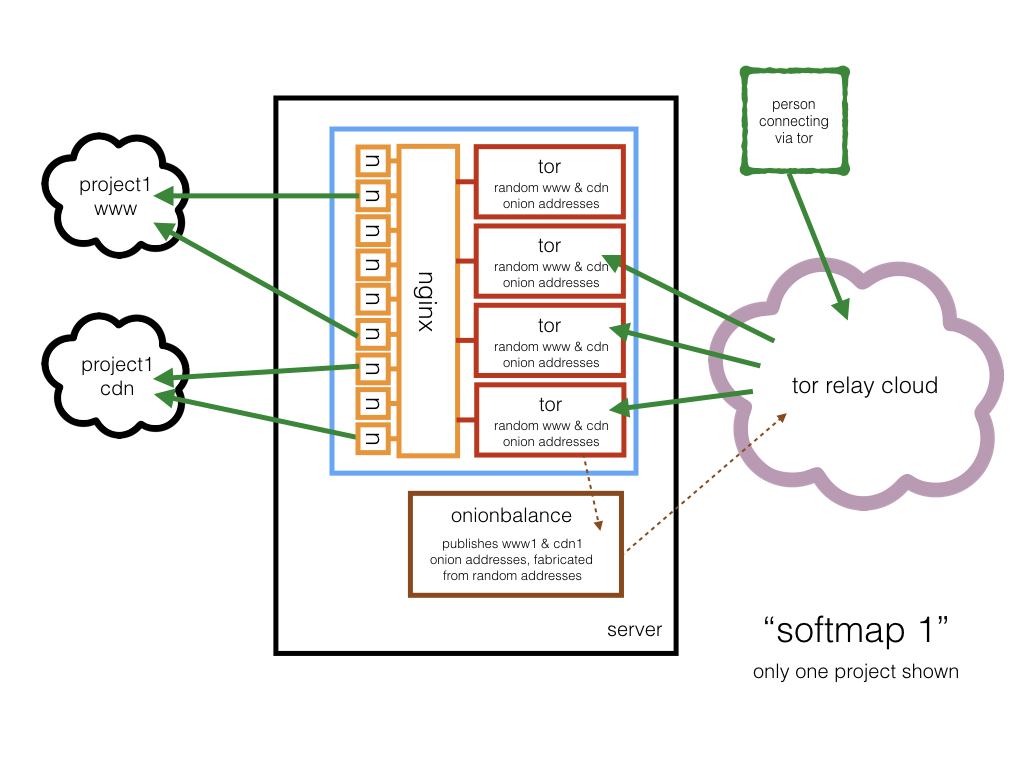 person
connecting
via tor
project1
www
project1
cdn
n
n
n
n
n
n
n
n
n
nginx
tor
random www & cdn
onion addresses
tor
random www & cdn
onion addresses
tor
random www & cdn
onion addresses
tor
random www & cdn
onion addresses
tor relay cloud
onionbalance
publishes www1 & cdn1
onion addresses, fabricated
from random addresses
server
“softmap 1”
only one project shown